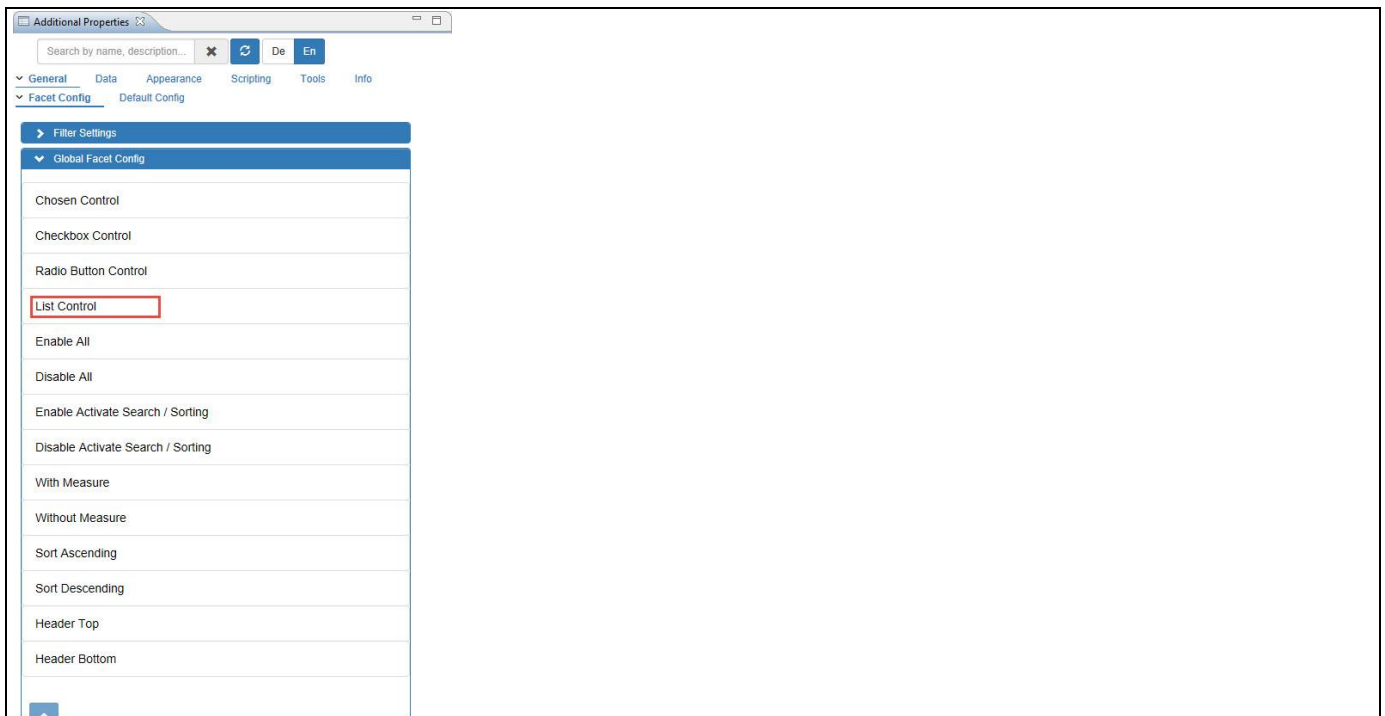 Additional Properties
Search by name, description... De En
General Data Appearance Scripting Tools Info
Facet Config Default Config
Filter Settings
Global Facet Config
Chosen Control
Checkbox Control
Radio Button Control
List Control
Enable All
Disable All
Enable Activate Search / Sorting
Disable Activate Search / Sorting
With Measure
Without Measure
Sort Ascending
Sort Descending
Header Top
Header Bottom